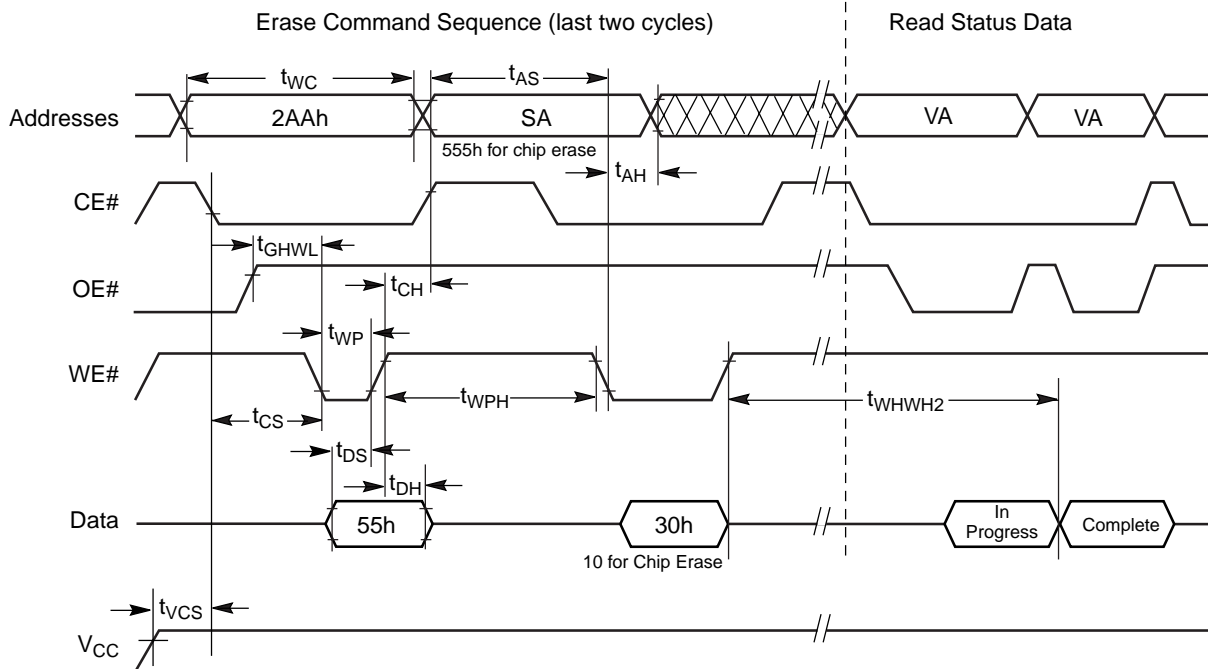 Erase Command Sequence (last two cycles)
Read Status Data
tWC
tAS
Addresses
2AAh
SA
VA
VA
555h for chip erase
tAH
CE#
tGHWL
OE#
tCH
tWP
WE#
tWPH
tWHWH2
tCS
tDS
tDH
Data
55h
30h
In
Progress
Complete
10 for Chip Erase
tVCS
VCC